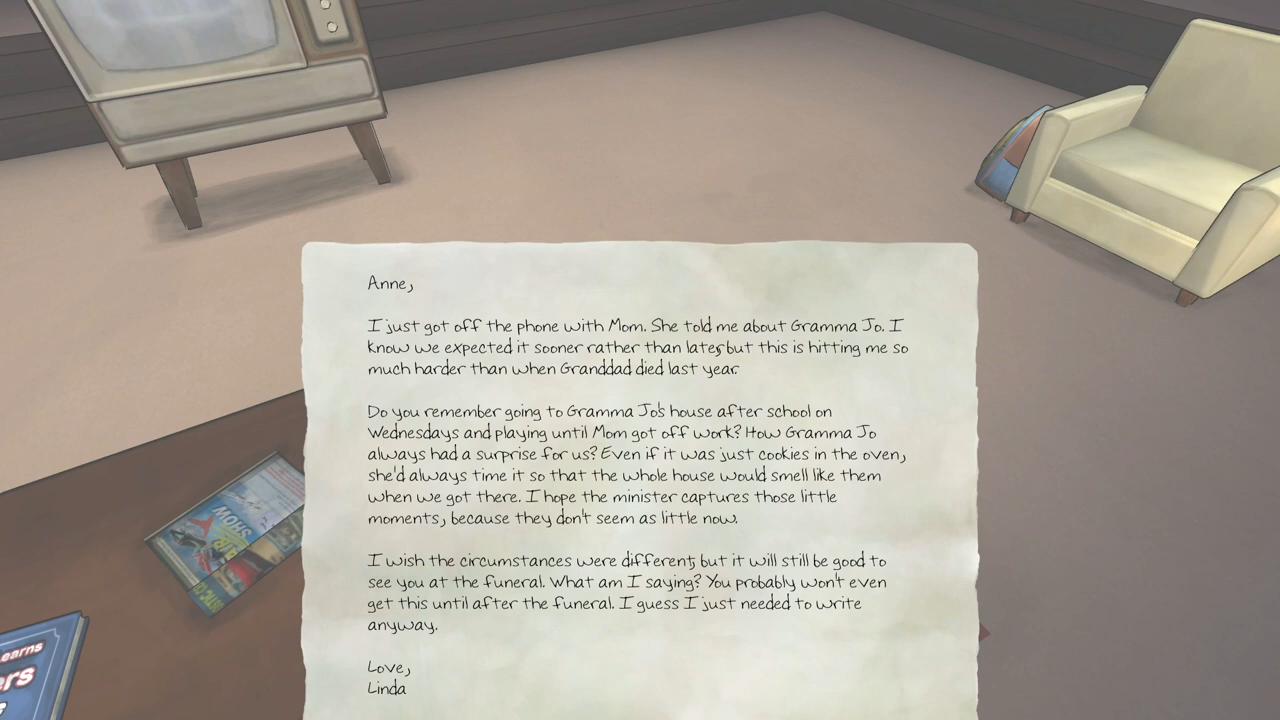 Anne,
I just got off the phone with Mom. She told me about Gramma Jo. I
know we expected it sooner rather than later, but this is hitting me so
much harder than when Granddad died last year.
Do you remember going to Gramma Jo's house after school on
Wednesdays and playing until Mom got off work? How Gramma Jo
always had a surprise for us? Even if it was just cookies in the oven,
she'd always time it so that the whole house would smell like them
when we got there. I hope the minister captures those little
moments, because they don't seem as little now.
I wish the circumstances were different, but it will still be good to
see you at the funeral. What am I saying? You probably won't even
get this until after the funeral. I guess I just needed to write
anyway.
Love,
Linda
AIR
SHOW
earns
ers